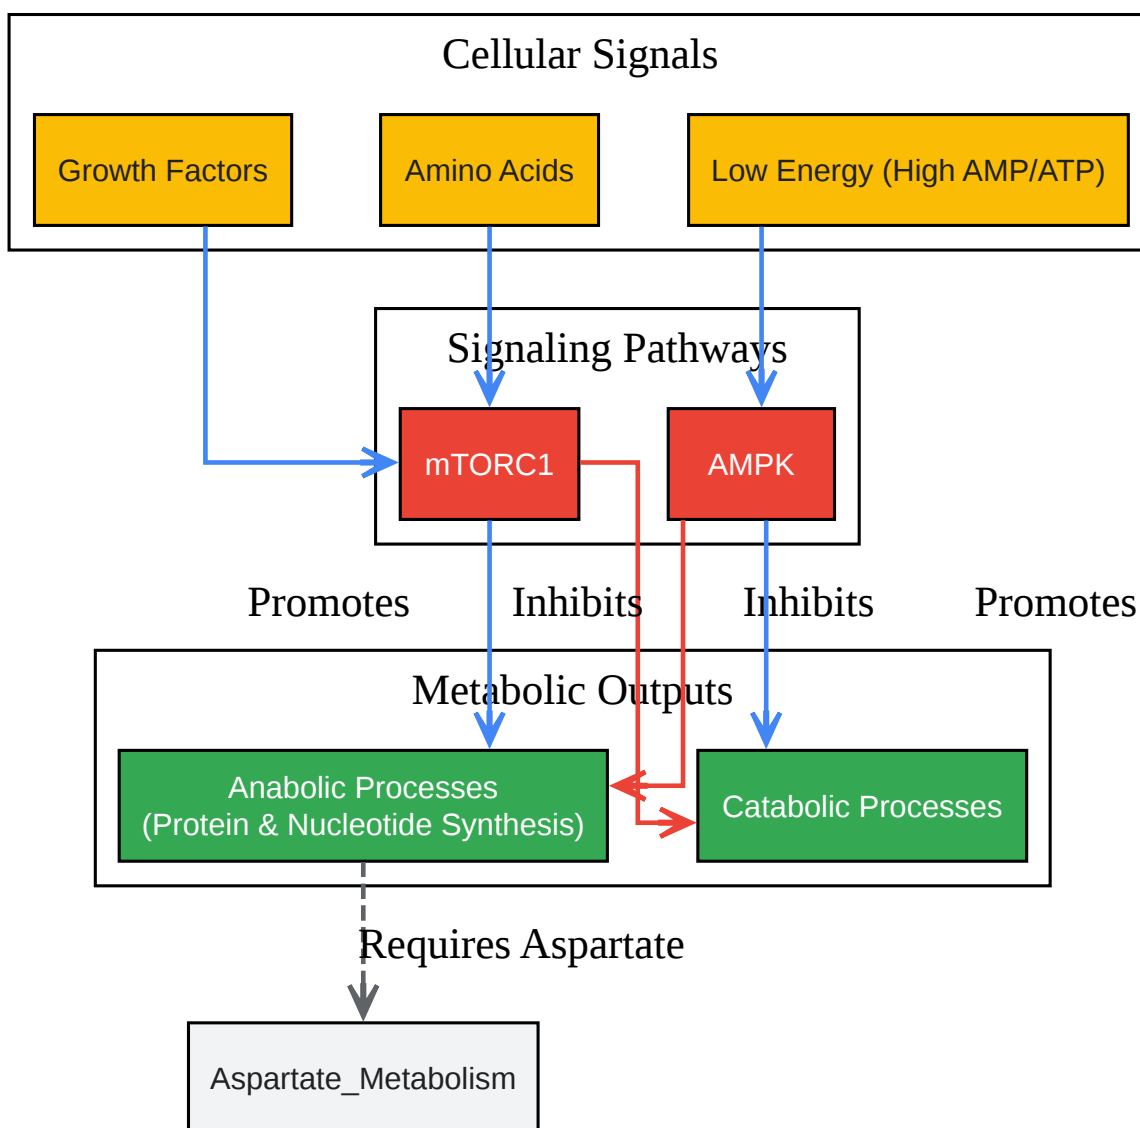 Cellular Signals
Growth Factors
Amino Acids
Low Energy (High AMP/ATP)
Signaling Pathways
mTORC1
AMPK
Promotes
Inhibits
Inhibits
Promotes
Metabolic Outputs
Anabolic Processes
(Protein & Nucleotide Synthesis)
Catabolic Processes
Requires Aspartate
Aspartate_Metabolism